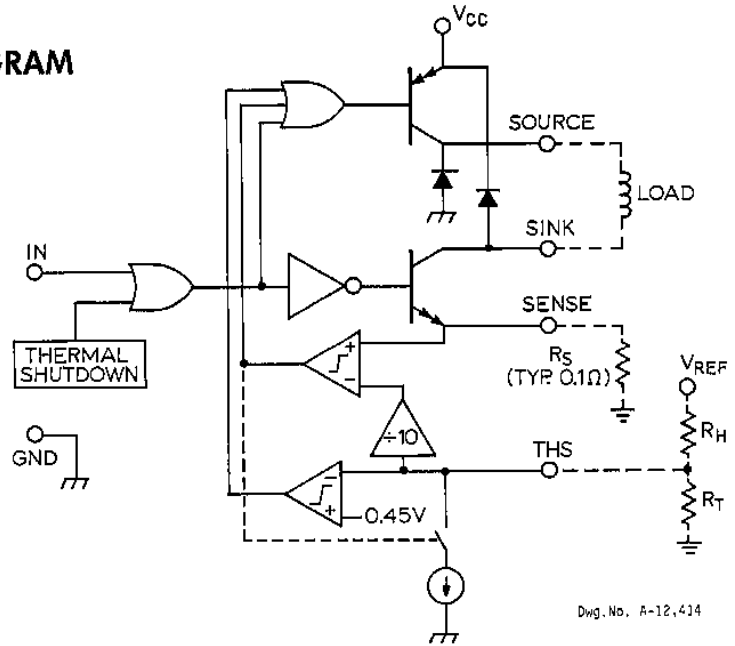 GRAM
VCC
SOURCE
LOAD
SINK
IN
SENSE
THERMAL
SHUTDOWN
RS
(TYP. 0.1Ω)
VREF
÷10
RH
GND
THS
RT
0.45V
+
−
−
+
Dwg.No. A-12,414